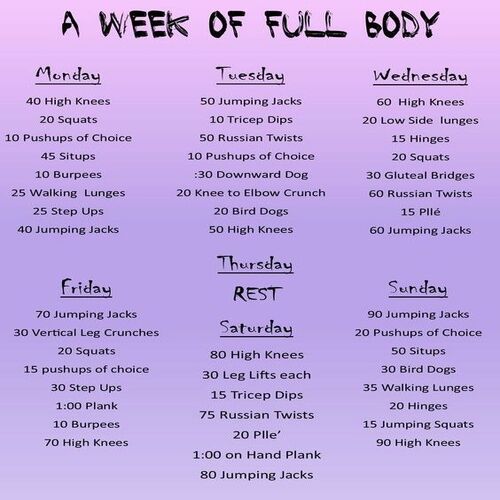 A WEEK OF FULL BODY
Monday
40 High Knees
20 Squats
10 Pushups of Choice
45 Situps
10 Burpees
25 Walking Lunges
25 Step Ups
40 Jumping Jacks
Tuesday
50 Jumping Jacks
10 Tricep Dips
50 Russian Twists
10 Pushups of Choice
:30 Downward Dog
20 Knee to Elbow Crunch
20 Bird Dogs
50 High Knees
Wednesday
60 High Knees
20 Low Side lunges
15 Hinges
20 Squats
30 Gluteal Bridges
60 Russian Twists
15 Pllé
60 Jumping Jacks
Thursday
REST
Friday
70 Jumping Jacks
30 Vertical Leg Crunches
20 Squats
15 pushups of choice
30 Step Ups
1:00 Plank
10 Burpees
70 High Knees
Saturday
80 High Knees
30 Leg Lifts each
15 Tricep Dips
75 Russian Twists
20 Plle’
1:00 on Hand Plank
80 Jumping Jacks
Sunday
90 Jumping Jacks
20 Pushups of Choice
50 Situps
30 Bird Dogs
35 Walking Lunges
20 Hinges
15 Jumping Squats
90 High Knees